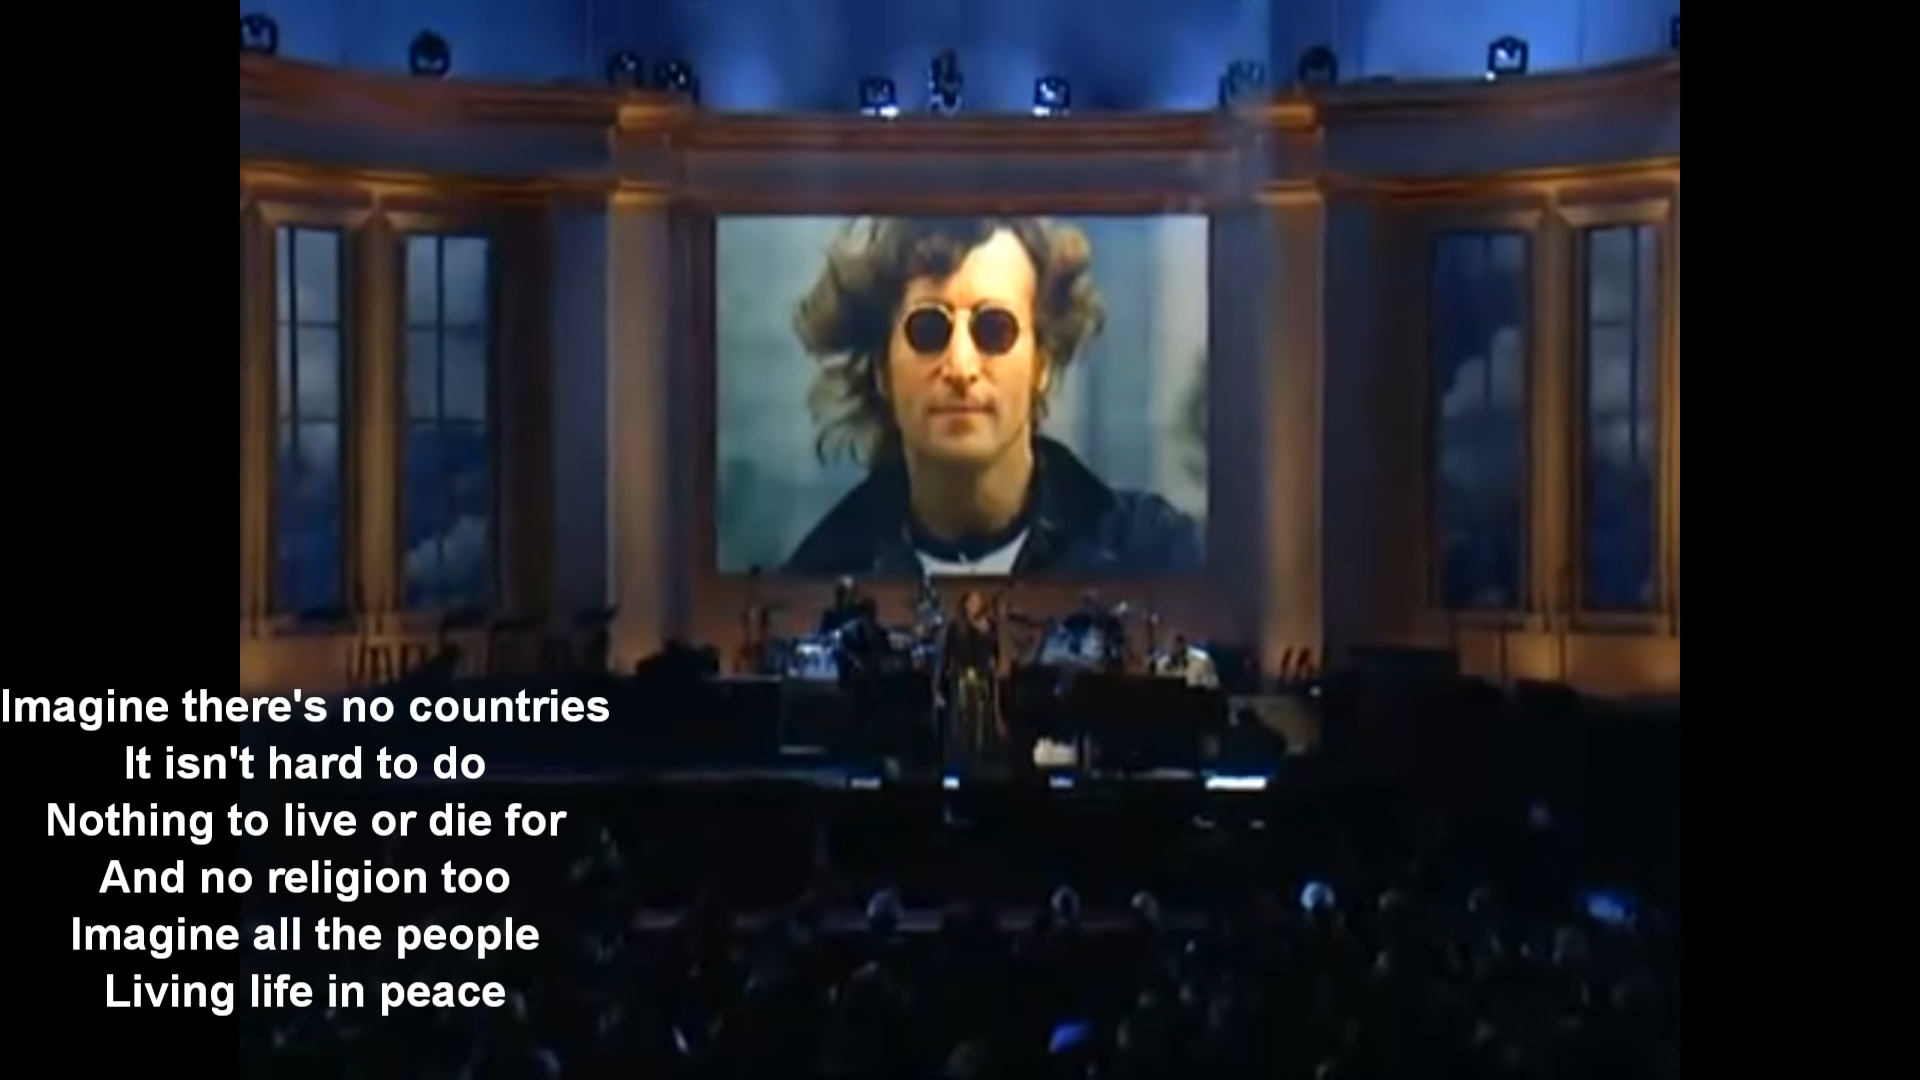 Imagine there's no countries
It isn't hard to do
Nothing to live or die for
And no religion too
Imagine all the people
Living life in peace